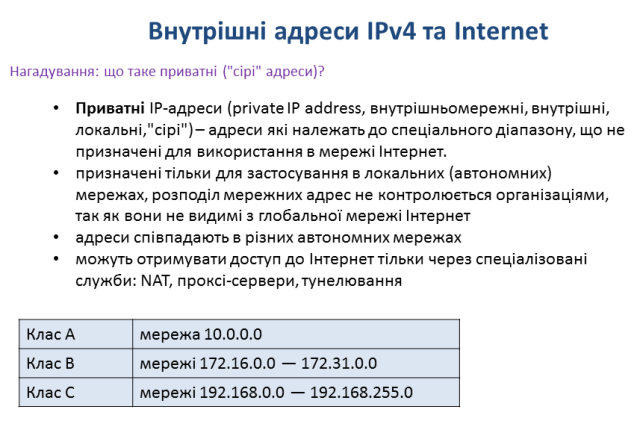 Внутрішні адреси IPv4 та Internet
Нагадування: що таке приватні ("сірі" адреси)?
• Приватні IP-адреси (private IP address, внутрішньомережні, внутрішні,
локальні,"сірі") – адреси які належать до спеціального діапазону, що не
призначені для використання в мережі Інтернет.
• призначені тільки для застосування в локальних (автономних)
мережах, розподіл мережних адрес не контролюється організаціями,
так як вони не видимі з глобальної мережі Інтернет
• адреси співпадають в різних автономних мережах
• можуть отримувати доступ до Інтернет тільки через спеціалізовані
служби: NAT, проксі-сервери, тунелювання
Клас A мережа 10.0.0.0
Клас B мережі 172.16.0.0 — 172.31.0.0
Клас C мережі 192.168.0.0 — 192.168.255.0